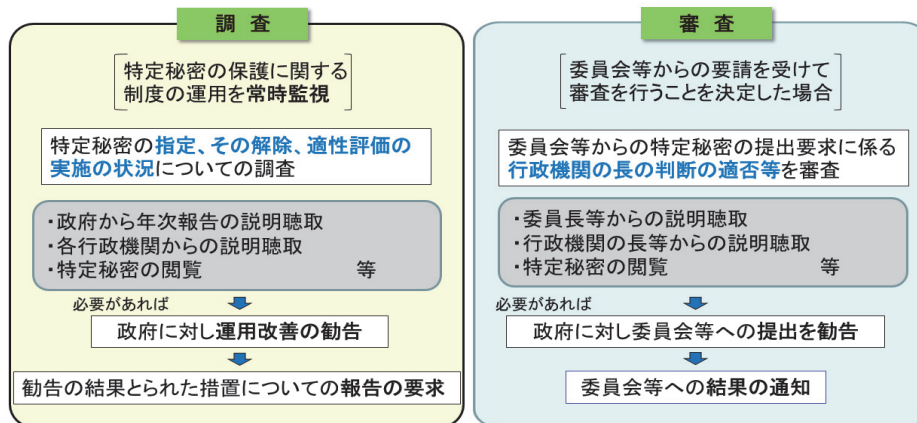 調査
特定秘密の保護に関する
制度の運用を常時監視
特定秘密の指定、その解除、適性評価の
実施の状況についての調査
・政府から年次報告の説明聴取
・各行政機関からの説明聴取
・特定秘密の閲覧 等
必要があれば
政府に対し運用改善の勧告
勧告の結果とられた措置についての報告の要求
審査
委員会等からの要請を受けて
審査を行うことを決定した場合
委員会等からの特定秘密の提出要求に係る
行政機関の長の判断の適否等を審査
・委員長等からの説明聴取
・行政機関の長等からの説明聴取
・特定秘密の閲覧 等
必要があれば
政府に対し委員会等への提出を勧告
委員会等への結果の通知